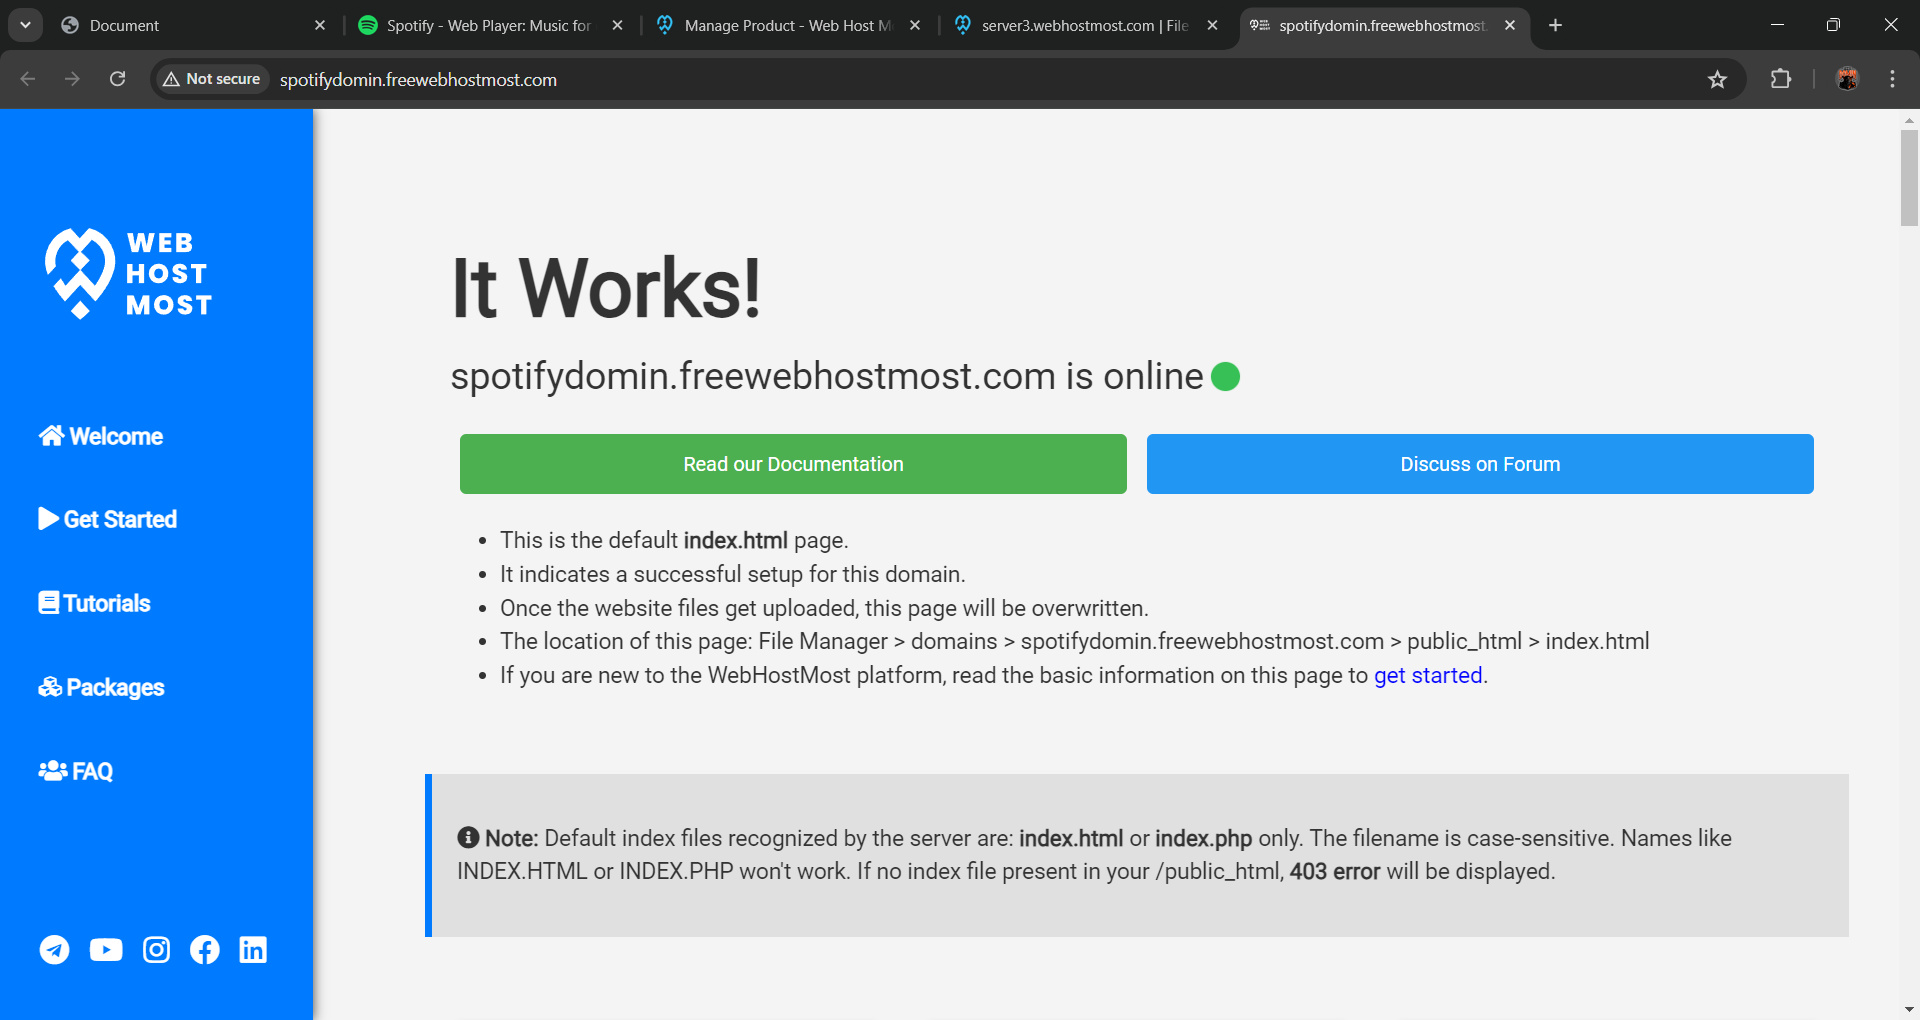 Document
Spotify - Web Player: Music for
Manage Product - Web Host M
server3.webhostmost.com | File
spotifydomin.freewebhostmost.
Not secure
spotifydomin.freewebhostmost.com
WEB
HOST
MOST
Welcome
Get Started
Tutorials
Packages
FAQ
It Works!
spotifydomin.freewebhostmost.com is online
Read our Documentation
Discuss on Forum
• This is the default index.html page.
• It indicates a successful setup for this domain.
• Once the website files get uploaded, this page will be overwritten.
• The location of this page: File Manager > domains > spotifydomin.freewebhostmost.com > public_html > index.html
• If you are new to the WebHostMost platform, read the basic information on this page to get started.
Note: Default index files recognized by the server are: index.html or index.php only. The filename is case-sensitive. Names like
INDEX.HTML or INDEX.PHP won't work. If no index file present in your /public_html, 403 error will be displayed.